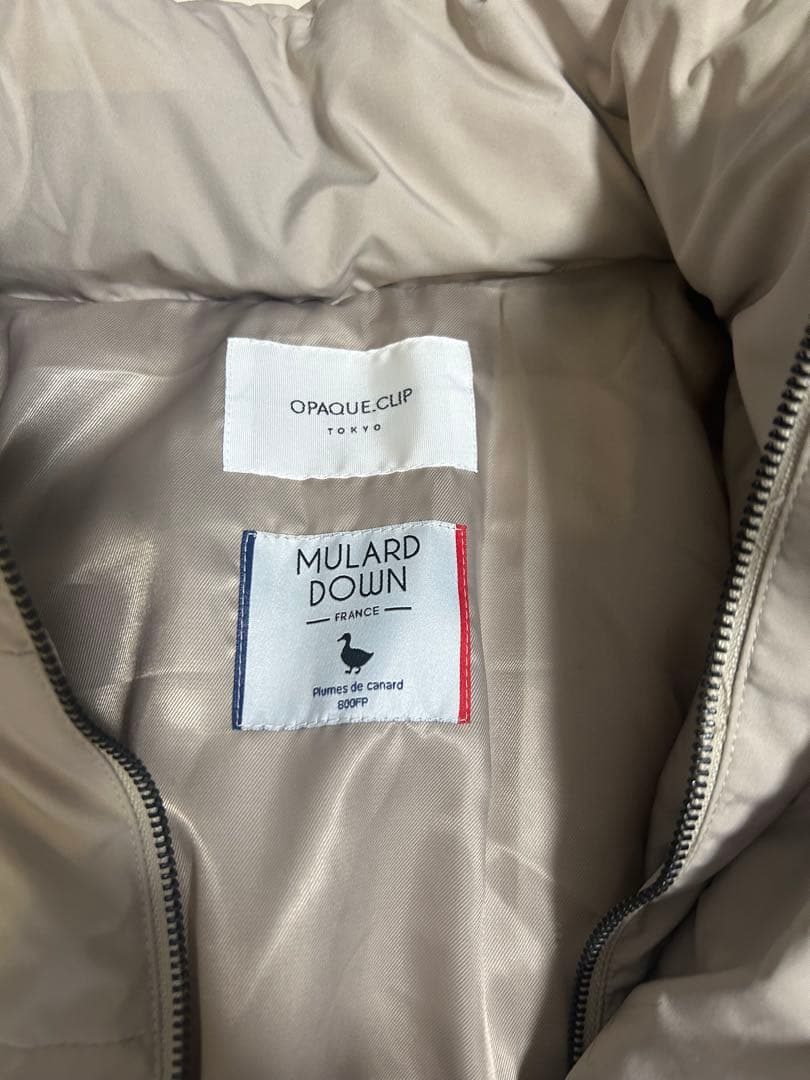 OPAQUE.CLIP
TOKYO
MULARD
DOWN
FRANCE
Plumes de canard
800FP